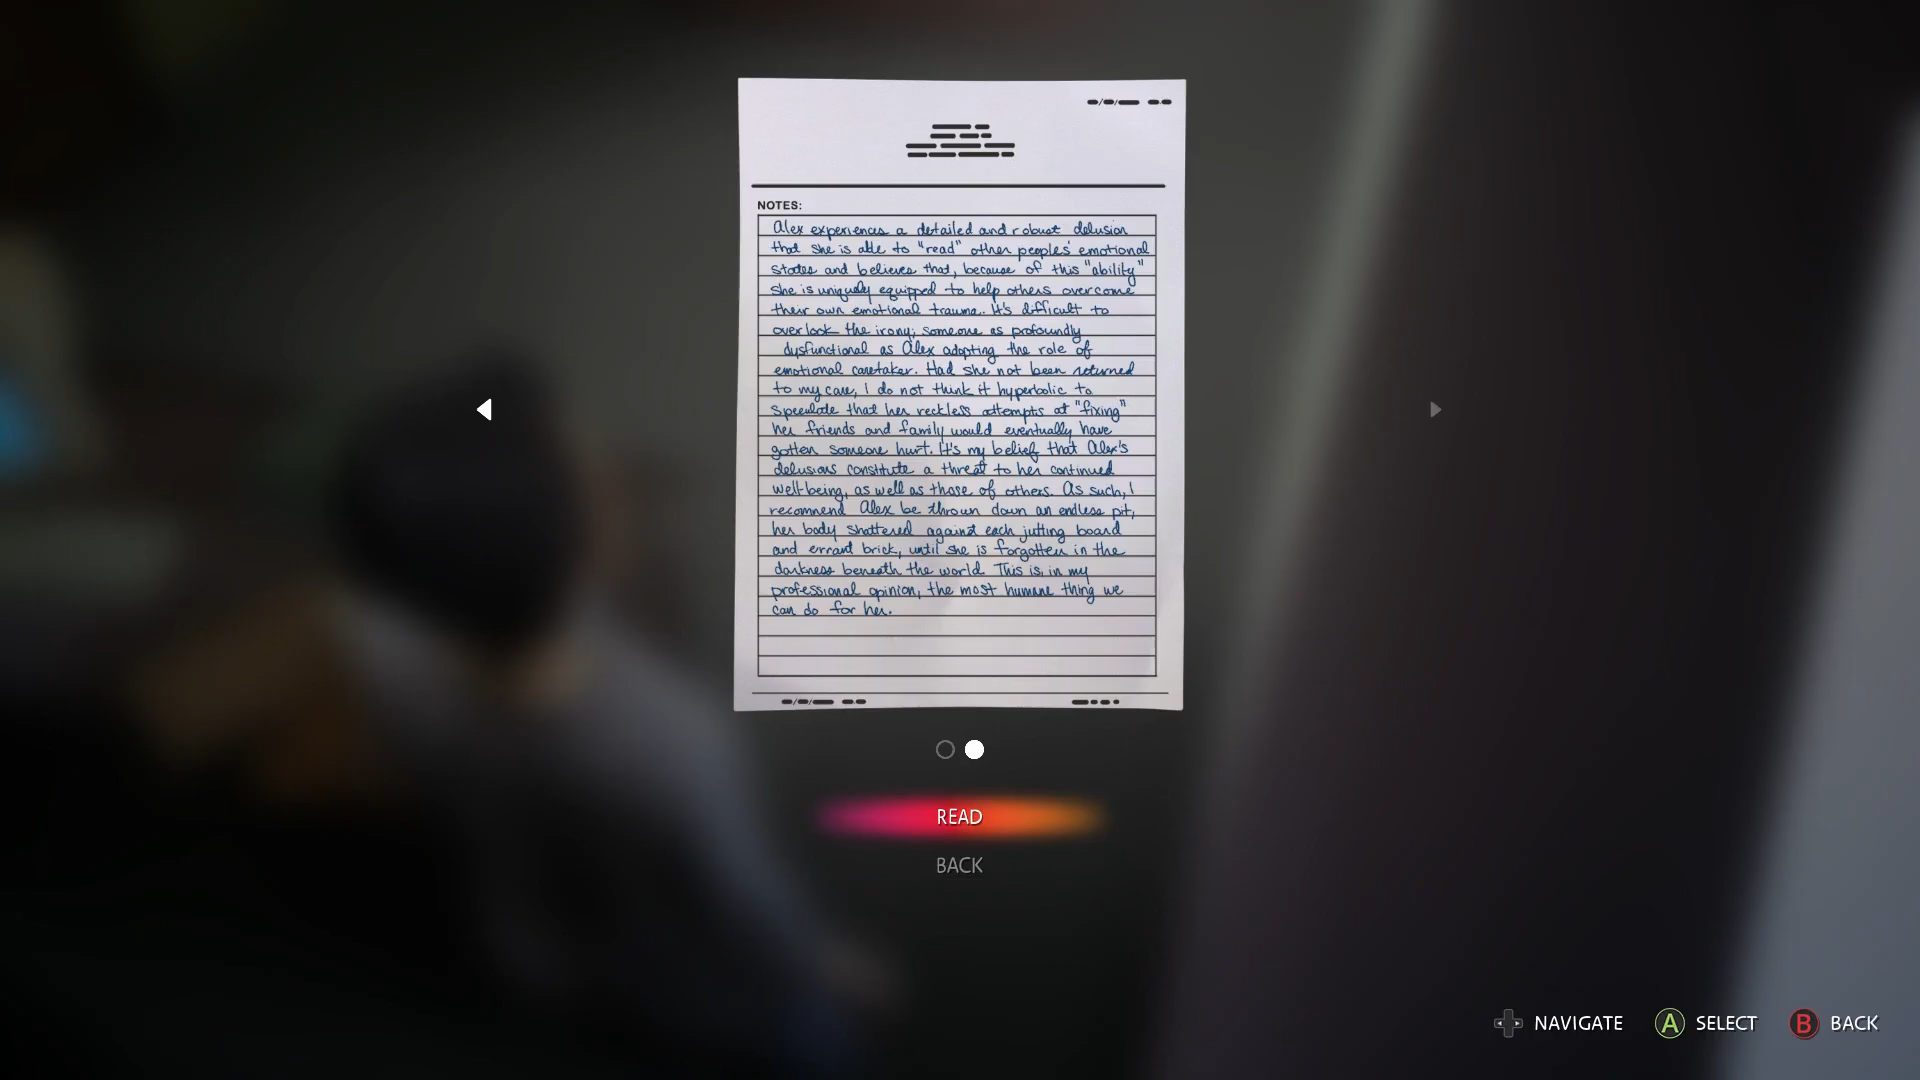 NOTES:
Alex experiences a detailed and robust delusion
that she is able to "read" other peoples' emotional
states and believes that, because of this "ability"
she is uniquely equipped to help others overcome
their own emotional trauma. It's difficult to
overlook the irony; someone as profoundly
dysfunctional as Alex adopting the role of
emotional caretaker. Had she not been returned
to my care, I do not think it hyperbolic to
speculate that her reckless attempts at "fixing"
her friends and family would eventually have
gotten someone hurt. It's my belief that Alex's
delusions constitute a threat to her continued
well-being, as well as those of others. As such, I
recommend Alex be thrown down an endless pit,
her body shattered against each jutting board
and errant brick, until she is forgotten in the
darkness beneath the world. This is, in my
professional opinion, the most humane thing we
can do for her.
READ
BACK
NAVIGATE A SELECT B BACK